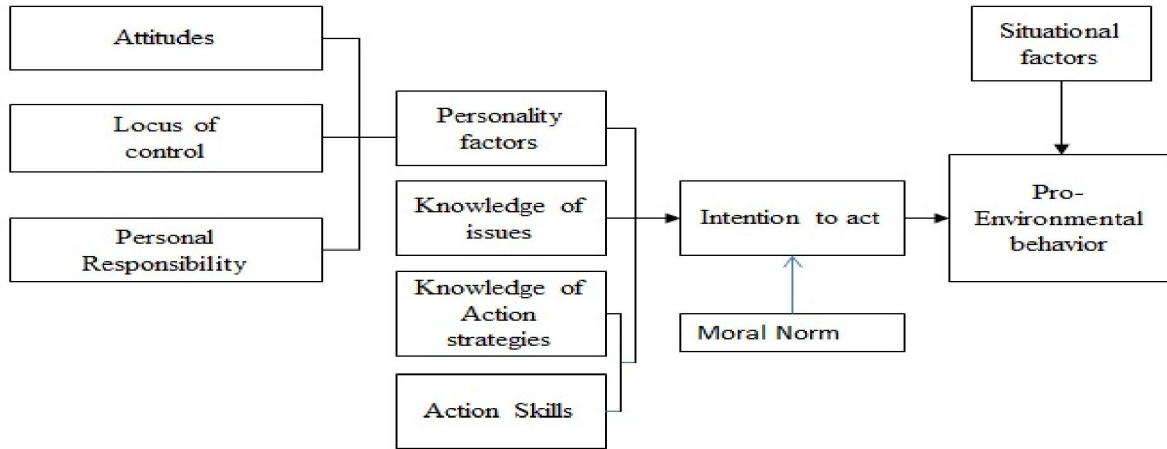 Attitudes
Locus of
control
Personal
Responsibility
Personality
factors
Knowledge of
issues
Knowledge of
Action
strategies
Action Skills
Intention to act
Moral Norm
Situational
factors
Pro-
Environmental
behavior